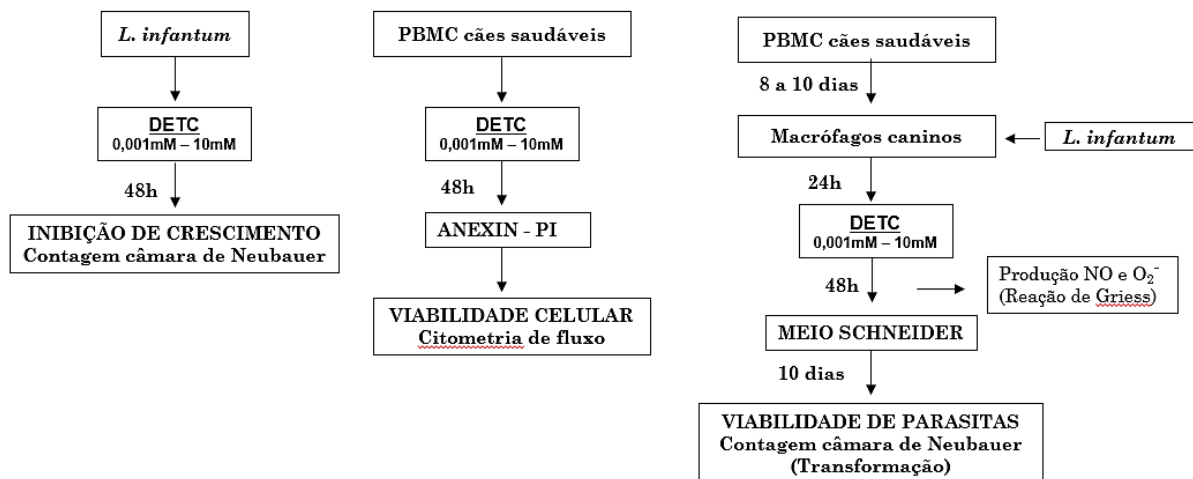 L. infantum
DETC
0,001mM – 10mM
48h
INIBIÇÃO DE CRESCIMENTO
Contagem câmara de Neubauer
PBMC cães saudáveis
DETC
0,001mM – 10mM
48h
ANEXIN - PI
VIABILIDADE CELULAR
Citometria de fluxo
PBMC cães saudáveis
8 a 10 dias
Macrófagos caninos
L. infantum
24h
DETC
0,001mM – 10mM
48h
Produção NO e O₂⁻
(Reação de Griess)
MEIO SCHNEIDER
10 dias
VIABILIDADE DE PARASITAS
Contagem câmara de Neubauer
(Transformação)